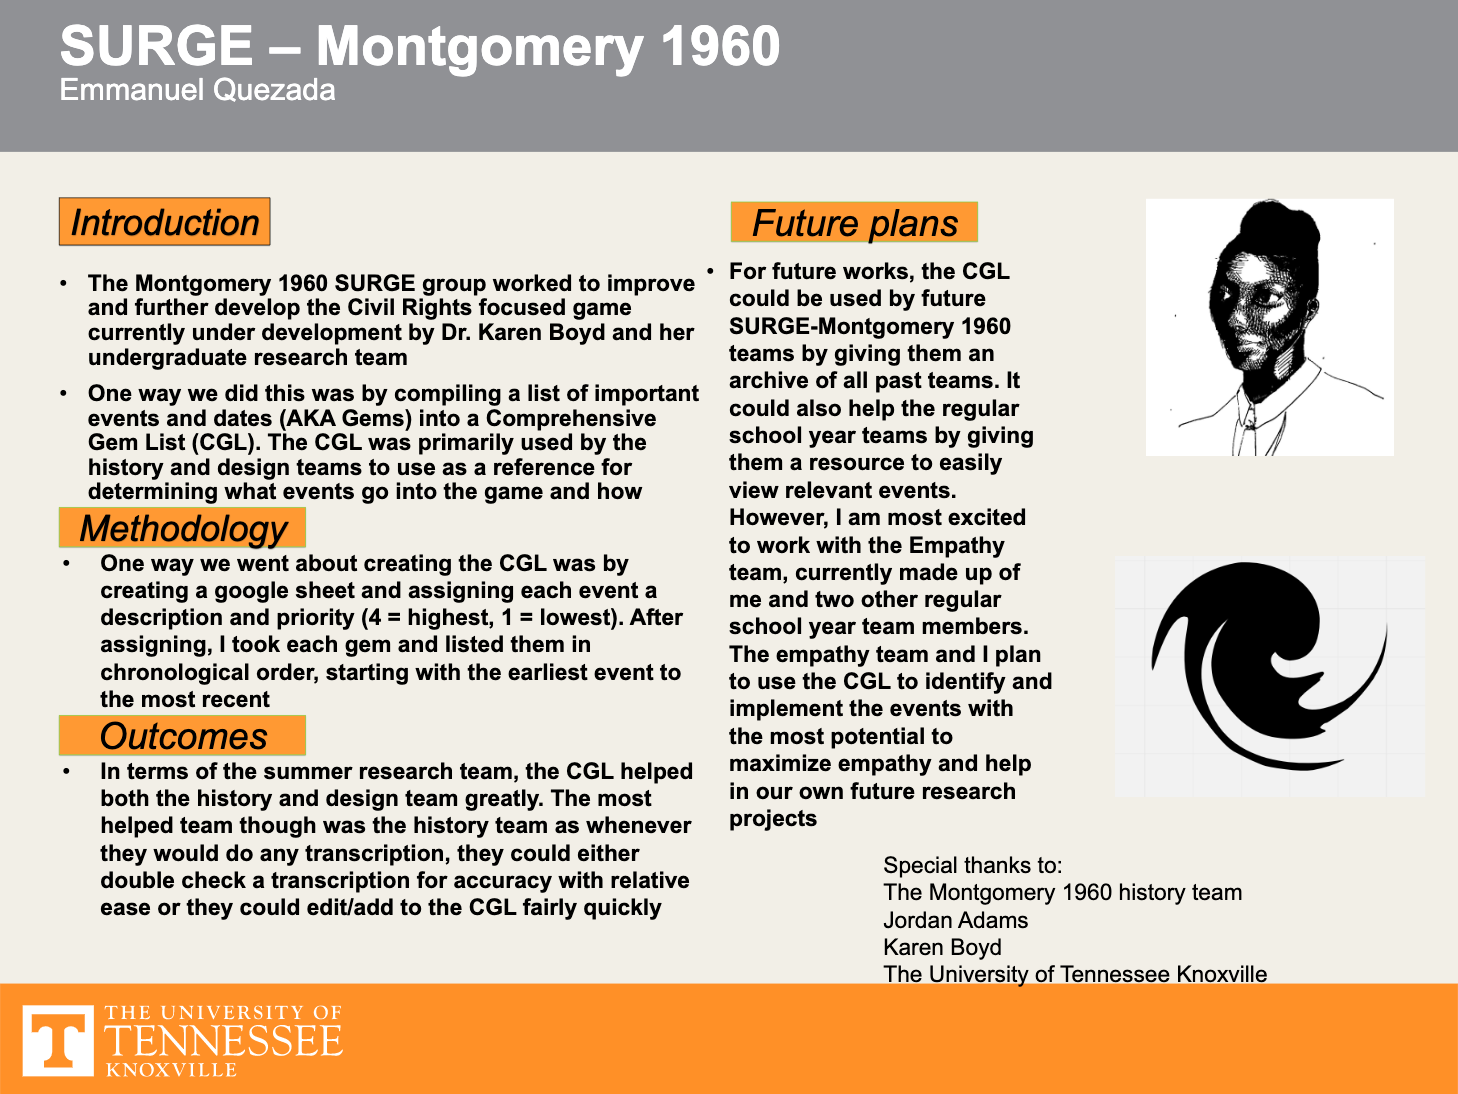 SURGE – Montgomery 1960
Emmanuel Quezada
Introduction
• The Montgomery 1960 SURGE group worked to improve
and further develop the Civil Rights focused game
currently under development by Dr. Karen Boyd and her
undergraduate research team
• One way we did this was by compiling a list of important
events and dates (AKA Gems) into a Comprehensive
Gem List (CGL). The CGL was primarily used by the
history and design teams to use as a reference for
determining what events go into the game and how
Methodology
• One way we went about creating the CGL was by
creating a google sheet and assigning each event a
description and priority (4 = highest, 1 = lowest). After
assigning, I took each gem and listed them in
chronological order, starting with the earliest event to
the most recent
Outcomes
• In terms of the summer research team, the CGL helped
both the history and design team greatly. The most
helped team though was the history team as whenever
they would do any transcription, they could either
double check a transcription for accuracy with relative
ease or they could edit/add to the CGL fairly quickly
Future plans
• For future works, the CGL
could be used by future
SURGE-Montgomery 1960
teams by giving them an
archive of all past teams. It
could also help the regular
school year teams by giving
them a resource to easily
view relevant events.
However, I am most excited
to work with the Empathy
team, currently made up of
me and two other regular
school year team members.
The empathy team and I plan
to use the CGL to identify and
implement the events with
the most potential to
maximize empathy and help
in our own future research
projects
Special thanks to:
The Montgomery 1960 history team
Jordan Adams
Karen Boyd
The University of Tennessee Knoxville
T
THE UNIVERSITY OF
TENNESSEE
KNOXVILLE